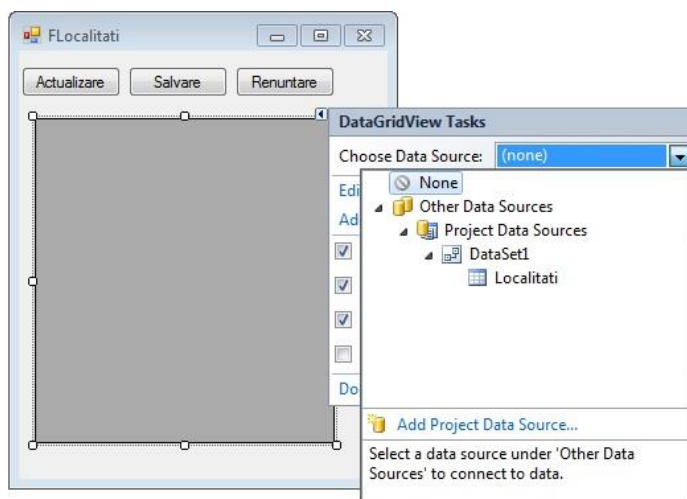 FLocalitati
Actualizare Salvare Renuntare
DataGridView Tasks
Choose Data Source: (none)
None
Other Data Sources
Project Data Sources
DataSet1
Localitati
Edi
Ad
Do
Add Project Data Source...
Select a data source under 'Other Data
Sources' to connect to data.